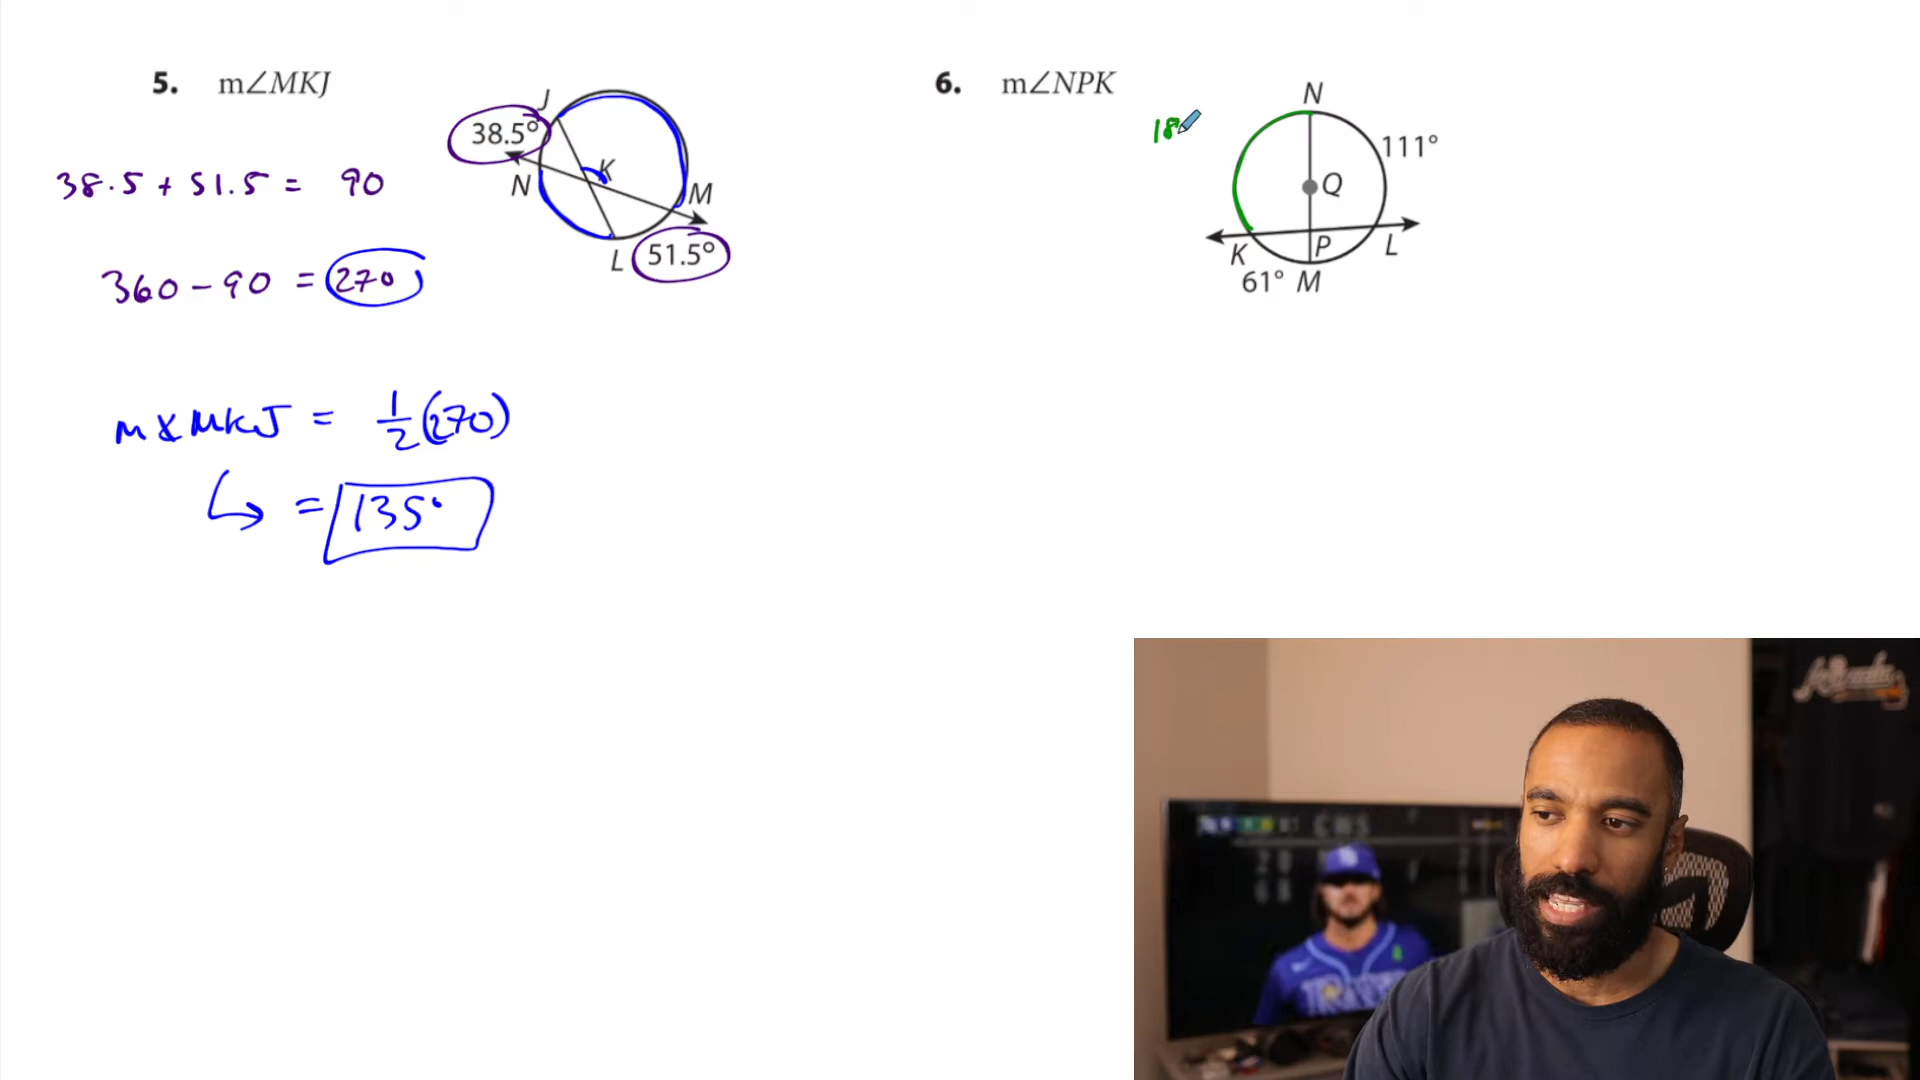 5. m∠MKJ
J
38.5°
K
N
M
L
51.5°
38.5 + 51.5 = 90
360 - 90 = 270
m∡MKJ = 1/2 (270)
= 135°
6. m∠NPK
18
N
111°
Q
K
P
L
61°
M
CWS